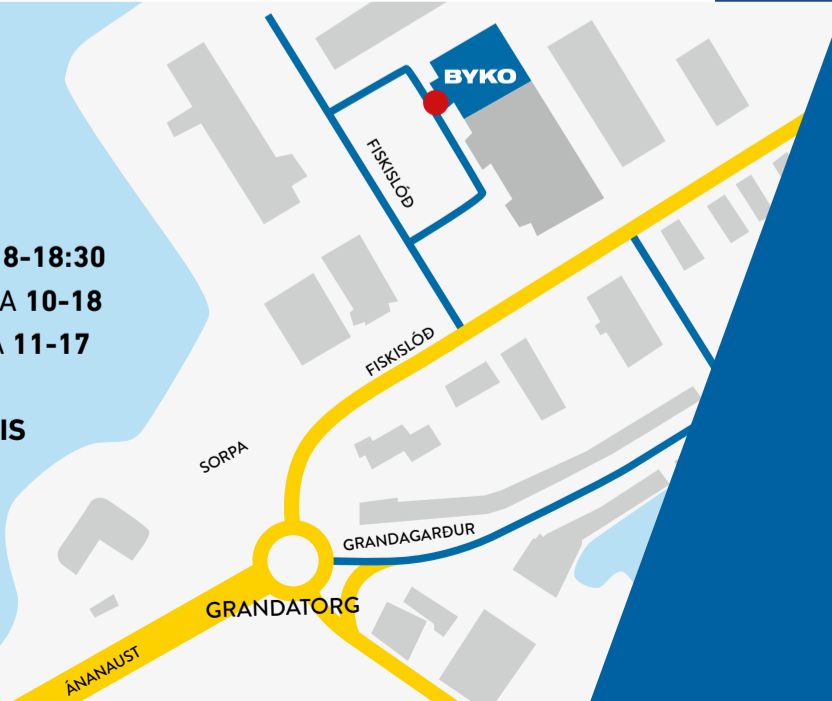 BYKO
FISKISLÓÐ
8-18:30
A 10-18
A 11-17
FISKISLÓÐ
IS
SORPA
GRANDAGARÐUR
GRANDATORG
ÁNANAUST